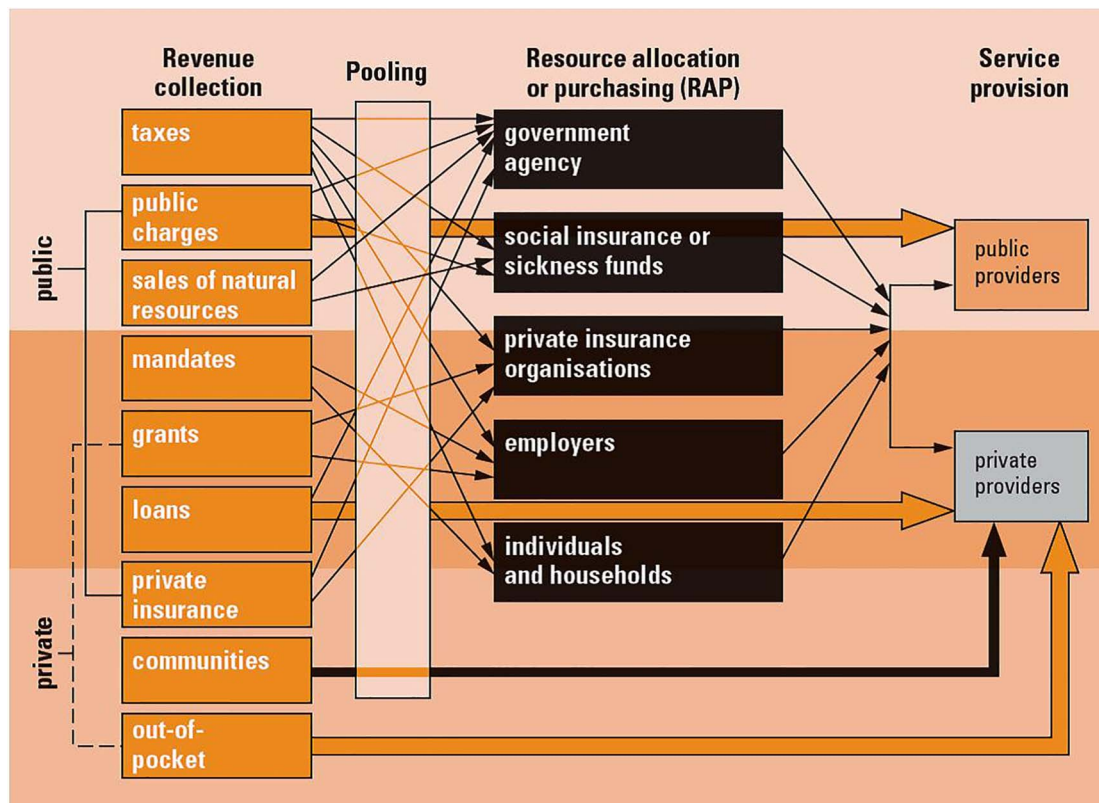 Revenue
collection
Pooling
Resource allocation
or purchasing (RAP)
Service
provision
taxes
public
charges
sales of natural
resources
mandates
grants
loans
private
insurance
communities
out-of-
pocket
public
private
government
agency
social insurance or
sickness funds
private insurance
organisations
employers
individuals
and households
public
providers
private
providers